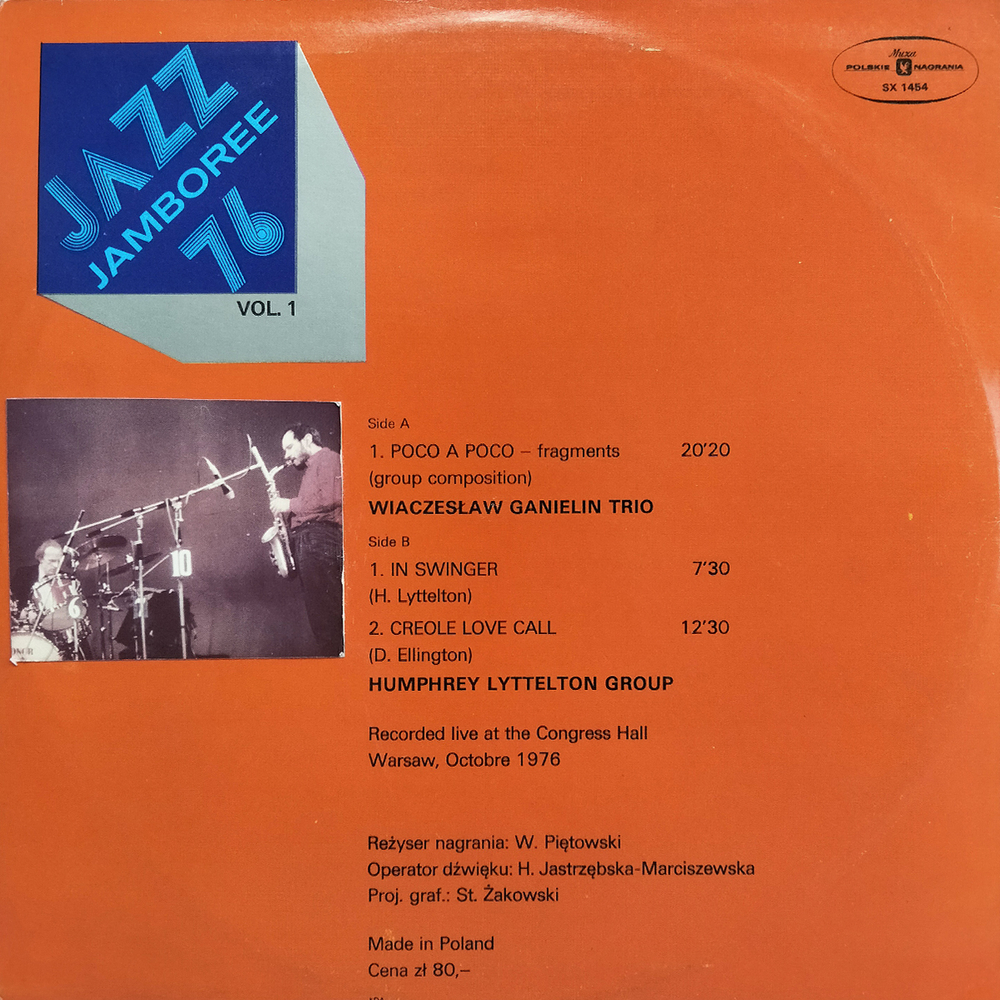 JAZZ
JAMBOREE
76
VOL. 1
Muza
POLSKIE NAGRANIA
SX 1454
10
6
Side A
1. POCO A POCO – fragments 20'20
(group composition)
WIACZESŁAW GANIELIN TRIO
Side B
1. IN SWINGER 7'30
(H. Lyttelton)
2. CREOLE LOVE CALL 12'30
(D. Ellington)
HUMPHREY LYTTELTON GROUP
Recorded live at the Congress Hall
Warsaw, Octobre 1976
Reżyser nagrania: W. Piętowski
Operator dźwięku: H. Jastrzębska-Marciszewska
Proj. graf.: St. Żakowski
Made in Poland
Cena zł 80,–